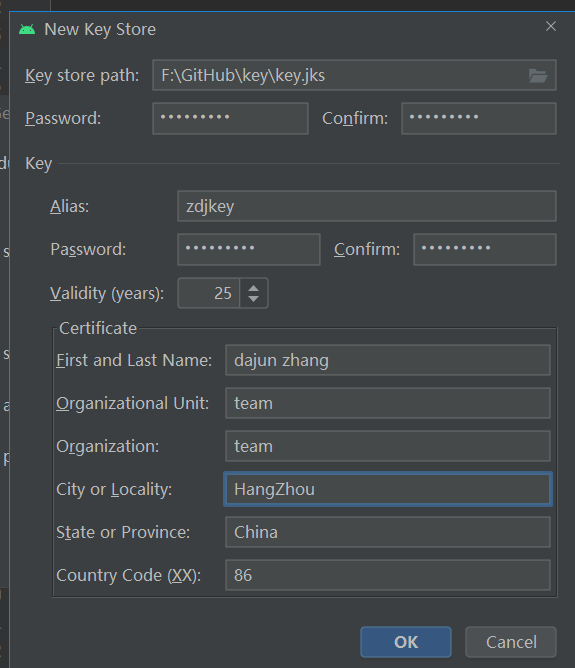 New Key Store
Key store path: F:\GitHub\key\key.jks
Password: ••••••••• Confirm: •••••••••
Key
Alias: zdjkey
Password: ••••••••• Confirm: •••••••••
Validity (years): 25
Certificate
First and Last Name: dajun zhang
Organizational Unit: team
Organization: team
City or Locality: HangZhou
State or Province: China
Country Code (XX): 86
OK Cancel